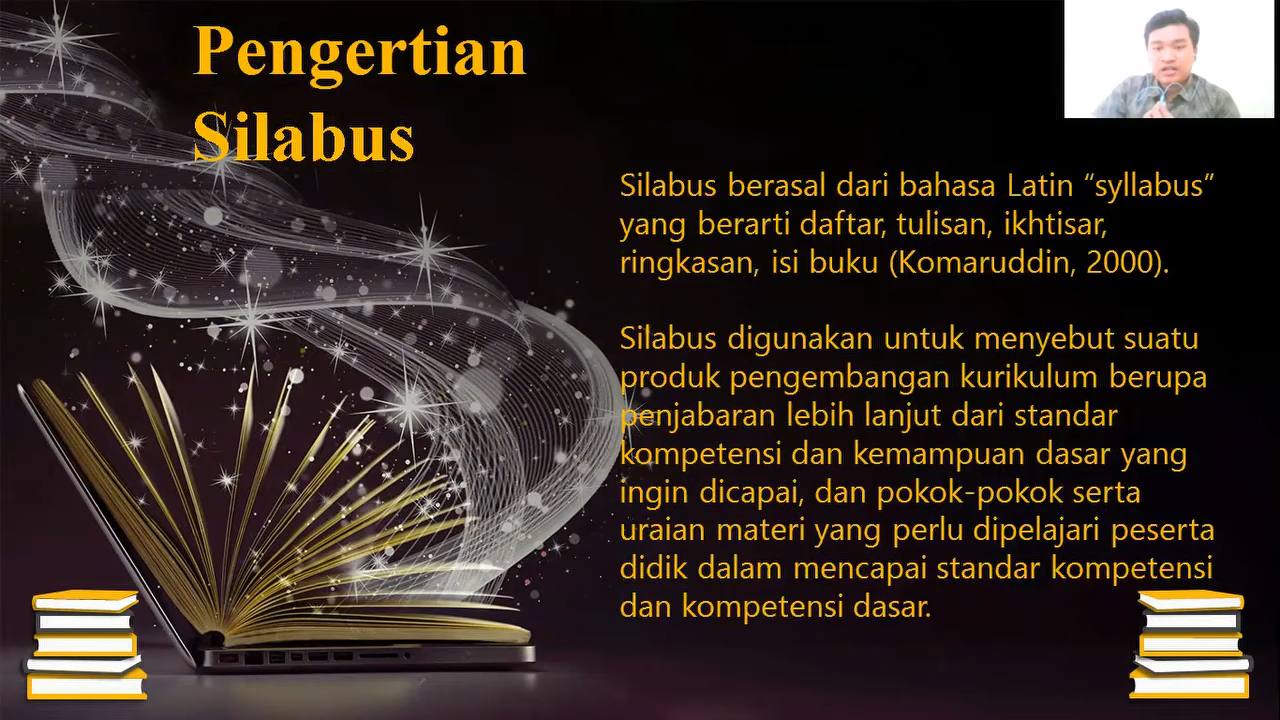 Pengertian
Silabus
Silabus berasal dari bahasa Latin “syllabus”
yang berarti daftar, tulisan, ikhtisar,
ringkasan, isi buku (Komaruddin, 2000).
Silabus digunakan untuk menyebut suatu
produk pengembangan kurikulum berupa
penjabaran lebih lanjut dari standar
kompetensi dan kemampuan dasar yang
ingin dicapai, dan pokok-pokok serta
uraian materi yang perlu dipelajari peserta
didik dalam mencapai standar kompetensi
dan kompetensi dasar.